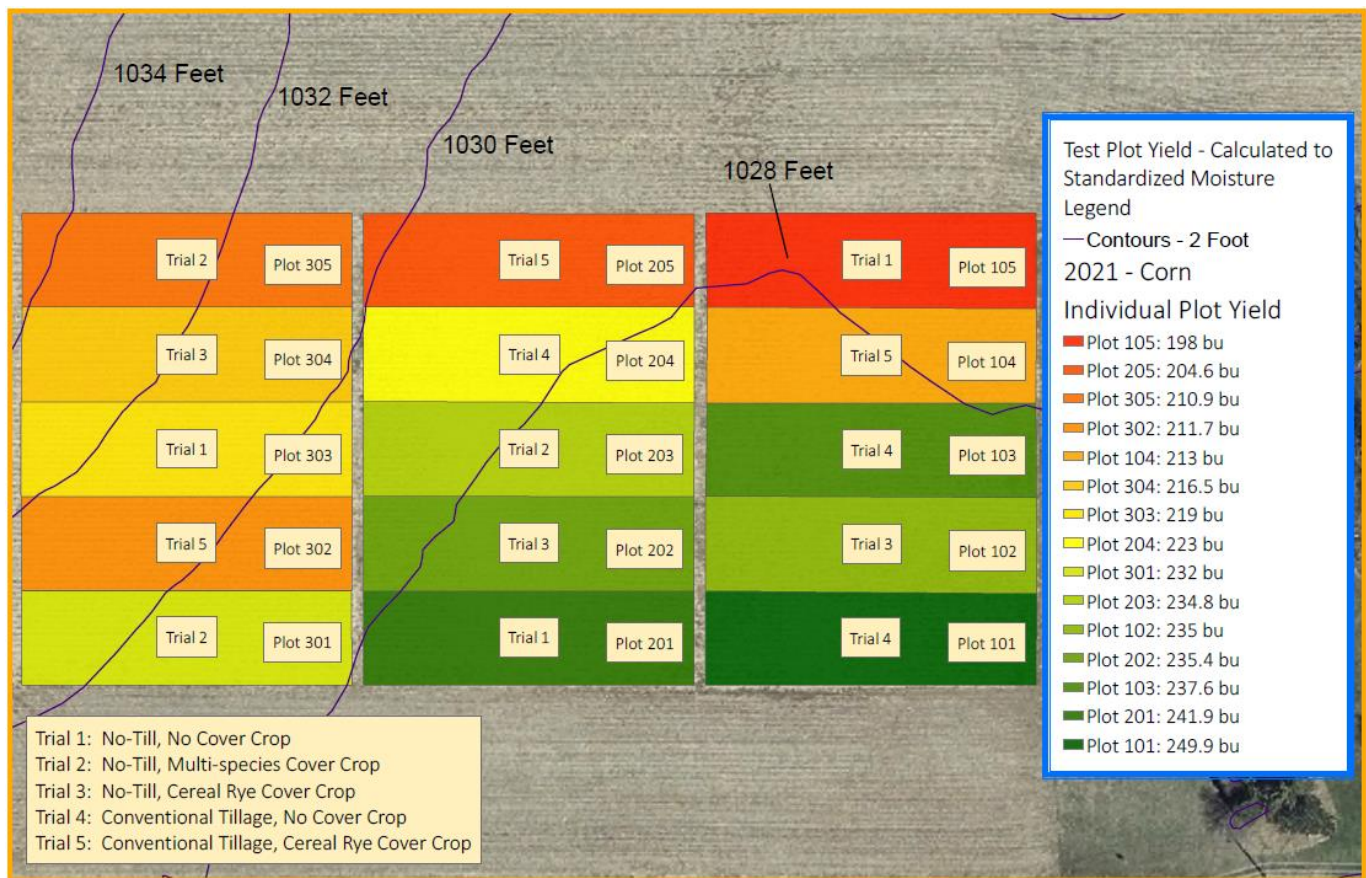 1034 Feet
1032 Feet
1030 Feet
1028 Feet
Trial 2
Plot 305
Trial 5
Plot 205
Trial 1
Plot 105
Trial 3
Plot 304
Trial 4
Plot 204
Trial 5
Plot 104
Trial 1
Plot 303
Trial 2
Plot 203
Trial 4
Plot 103
Trial 5
Plot 302
Trial 3
Plot 202
Trial 3
Plot 102
Trial 2
Plot 301
Trial 1
Plot 201
Trial 4
Plot 101
Test Plot Yield - Calculated to
Standardized Moisture
Legend
Contours - 2 Foot
2021 - Corn
Individual Plot Yield
Plot 105: 198 bu
Plot 205: 204.6 bu
Plot 305: 210.9 bu
Plot 302: 211.7 bu
Plot 104: 213 bu
Plot 304: 216.5 bu
Plot 303: 219 bu
Plot 204: 223 bu
Plot 301: 232 bu
Plot 203: 234.8 bu
Plot 102: 235 bu
Plot 202: 235.4 bu
Plot 103: 237.6 bu
Plot 201: 241.9 bu
Plot 101: 249.9 bu
Trial 1: No-Till, No Cover Crop
Trial 2: No-Till, Multi-species Cover Crop
Trial 3: No-Till, Cereal Rye Cover Crop
Trial 4: Conventional Tillage, No Cover Crop
Trial 5: Conventional Tillage, Cereal Rye Cover Crop